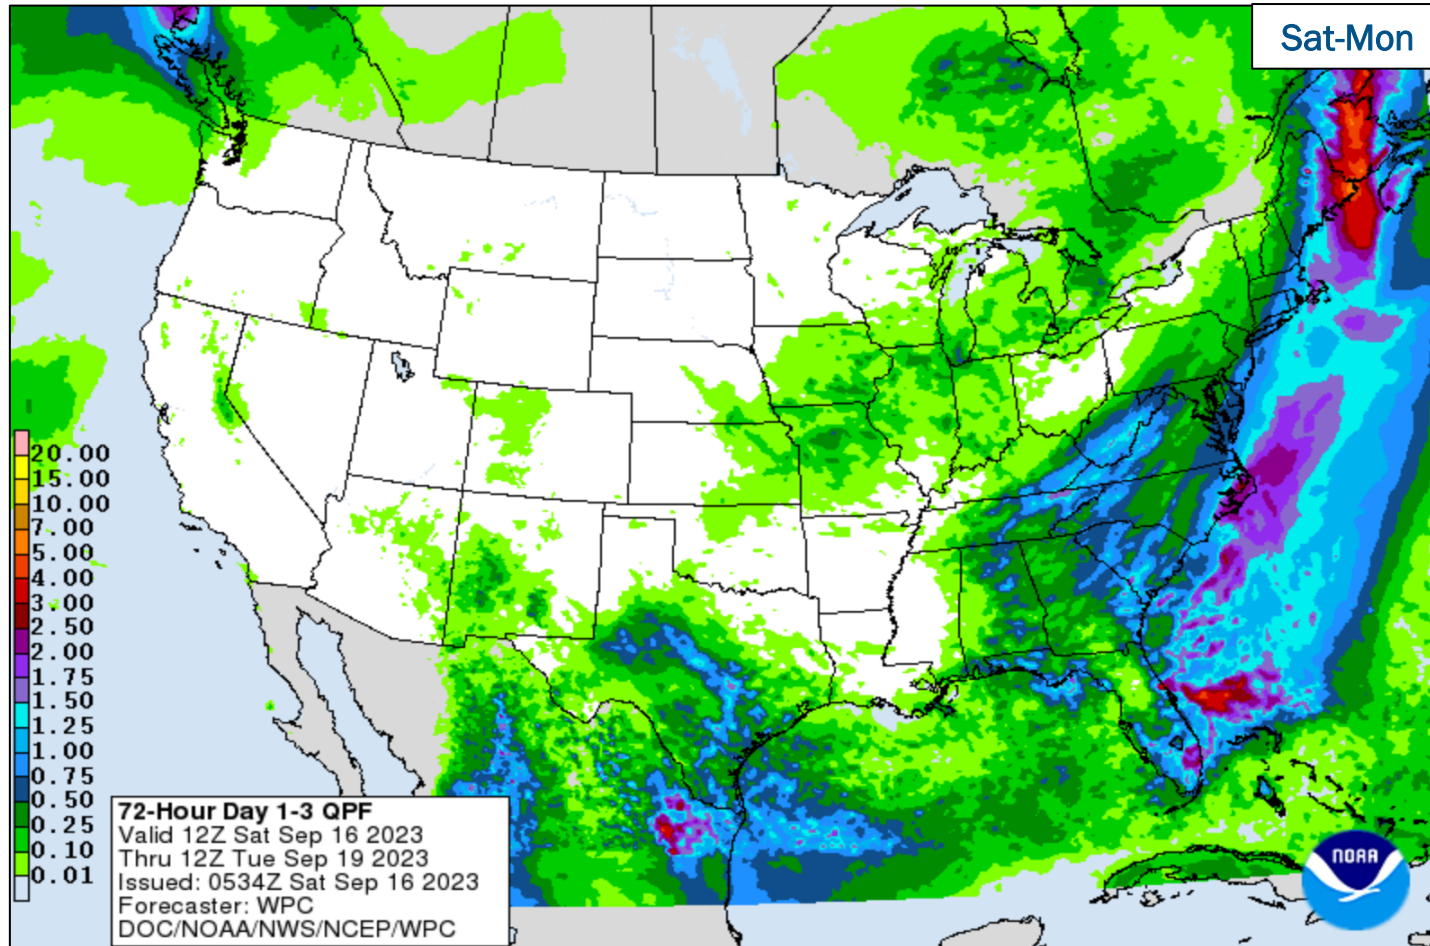 Sat-Mon
20.00
15.00
10.00
7.00
5.00
4.00
3.00
2.50
2.00
1.75
1.50
1.25
1.00
0.75
0.50
0.25
0.10
0.01
72-Hour Day 1-3 QPF
Valid 12Z Sat Sep 16 2023
Thru 12Z Tue Sep 19 2023
Issued: 0534Z Sat Sep 16 2023
Forecaster: WPC
DOC/NOAA/NWS/NCEP/WPC
NOAA